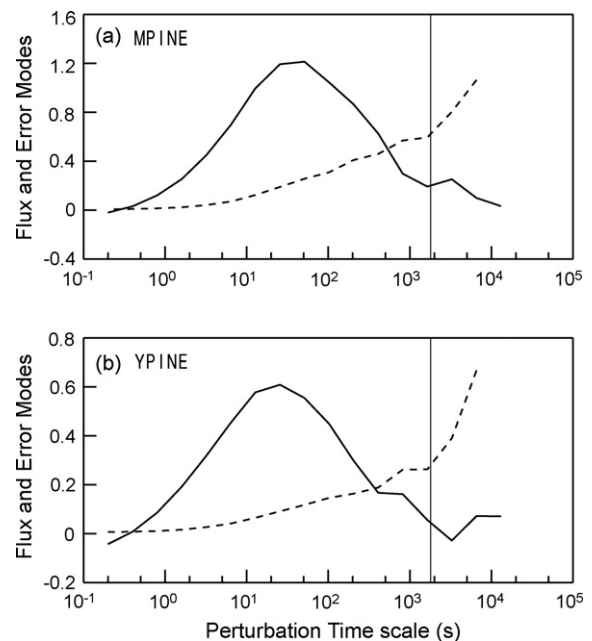 1.6
(a) MPINE
1.2
0.8
0.4
0
-0.4
Flux and Error Modes
10-1 100 101 102 103 104 105
0.8
(b) YPINE
0.6
0.4
0.2
0
-0.2
Flux and Error Modes
10-1 100 101 102 103 104 105
Perturbation Time scale (s)